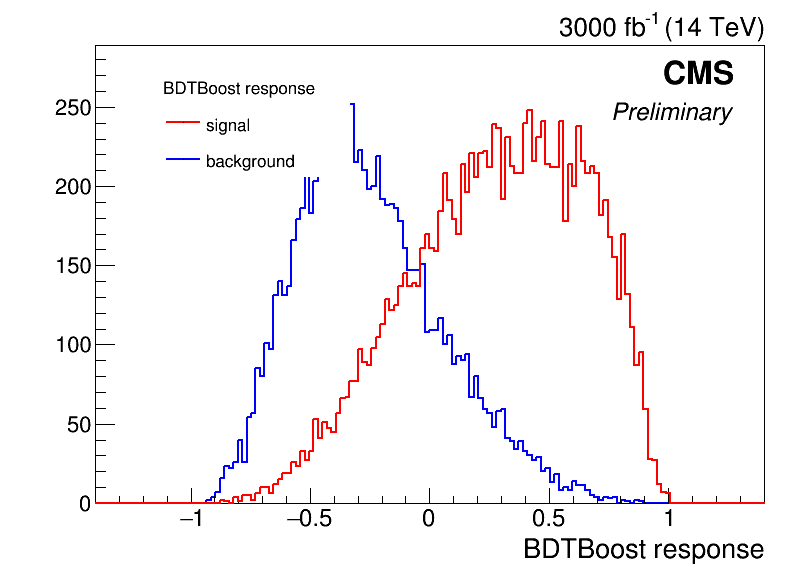 3000 fb-1 (14 TeV)
CMS
Preliminary
BDTBoost response
signal
background
250
200
150
100
50
0
−1
−0.5
0
0.5
1
BDTBoost response